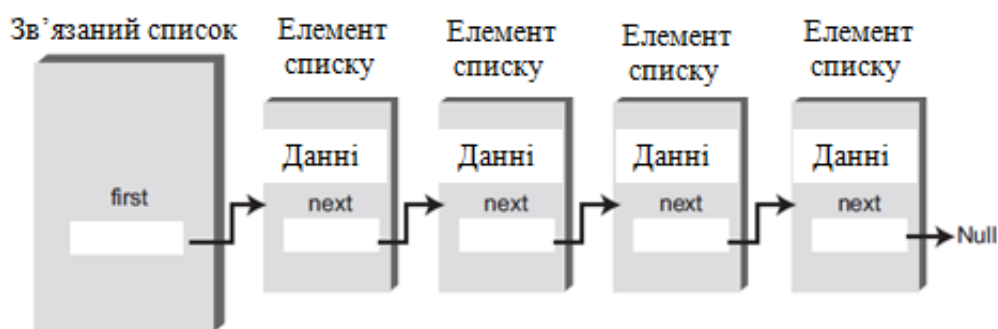 Зв’язаний список
Елемент
списку
Елемент
списку
Елемент
списку
Елемент
списку
first
Данні
next
Данні
next
Данні
next
Данні
next
Null